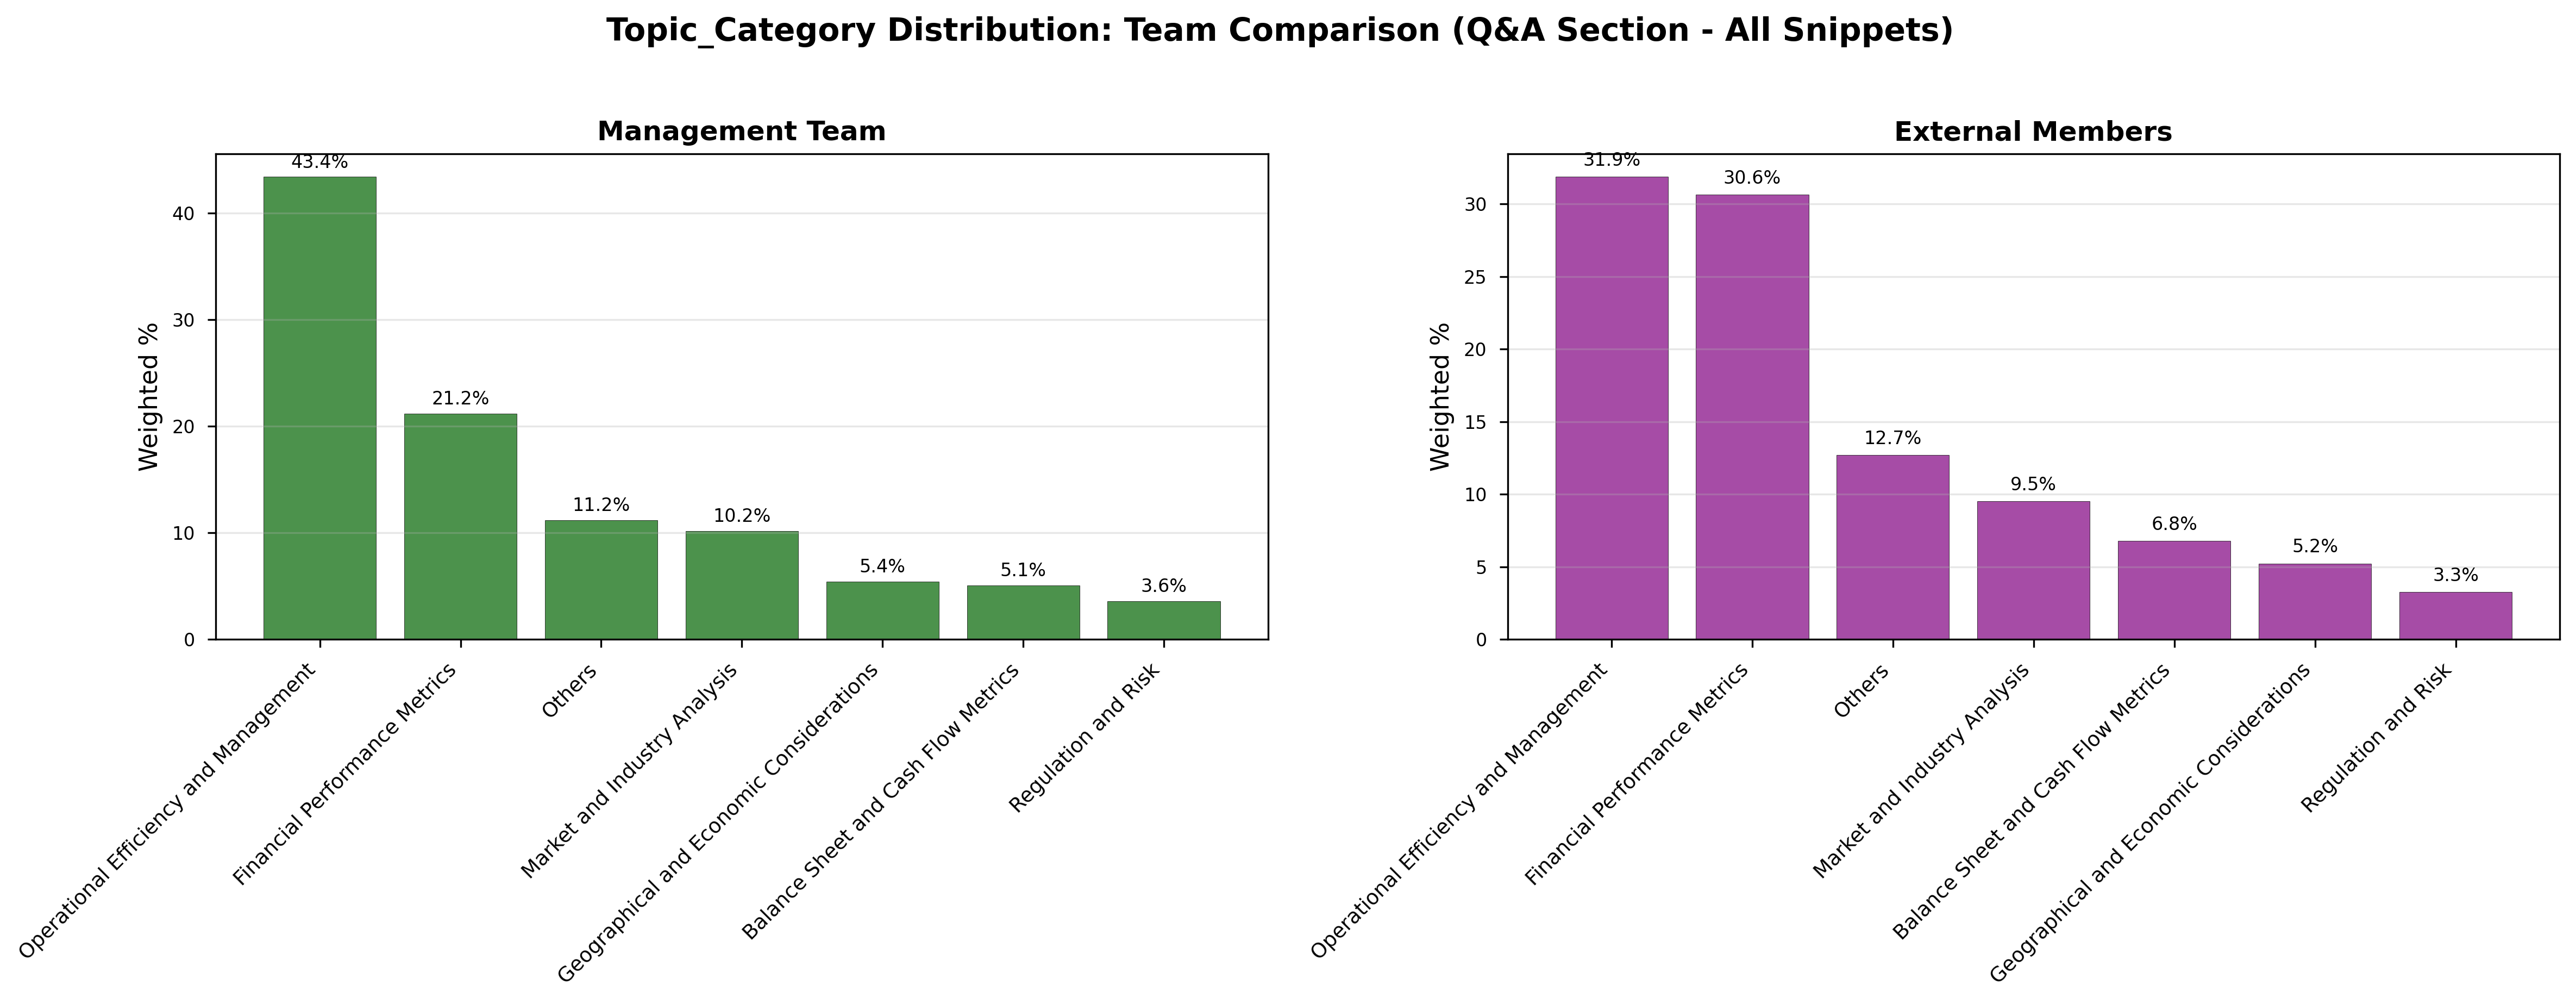 Topic_Category Distribution: Team Comparison (Q&A Section - All Snippets)
Management Team
Weighted %
40
30
20
10
0
43.4%
21.2%
11.2%
10.2%
5.4%
5.1%
3.6%
Operational Efficiency and Management
Financial Performance Metrics
Others
Market and Industry Analysis
Geographical and Economic Considerations
Balance Sheet and Cash Flow Metrics
Regulation and Risk
External Members
Weighted %
30
25
20
15
10
5
0
31.9%
30.6%
12.7%
9.5%
6.8%
5.2%
3.3%
Operational Efficiency and Management
Financial Performance Metrics
Others
Market and Industry Analysis
Balance Sheet and Cash Flow Metrics
Geographical and Economic Considerations
Regulation and Risk